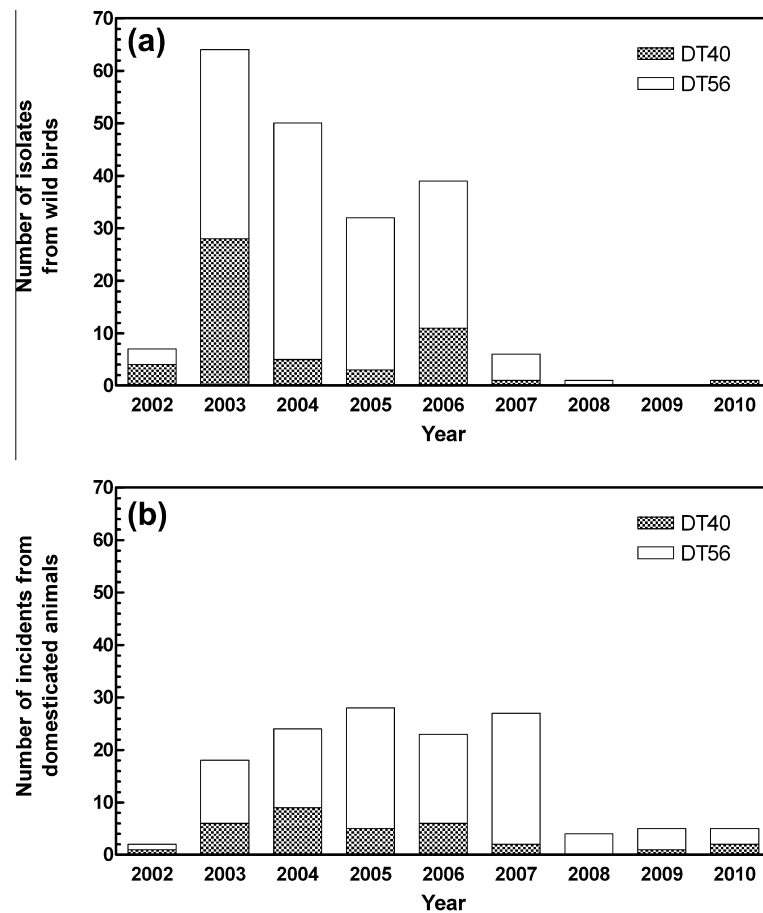 (a)
DT40
DT56
Number of isolates
from wild birds
70
60
50
40
30
20
10
0
2002 2003 2004 2005 2006 2007 2008 2009 2010
Year
(b)
DT40
DT56
Number of incidents from
domesticated animals
70
60
50
40
30
20
10
0
2002 2003 2004 2005 2006 2007 2008 2009 2010
Year